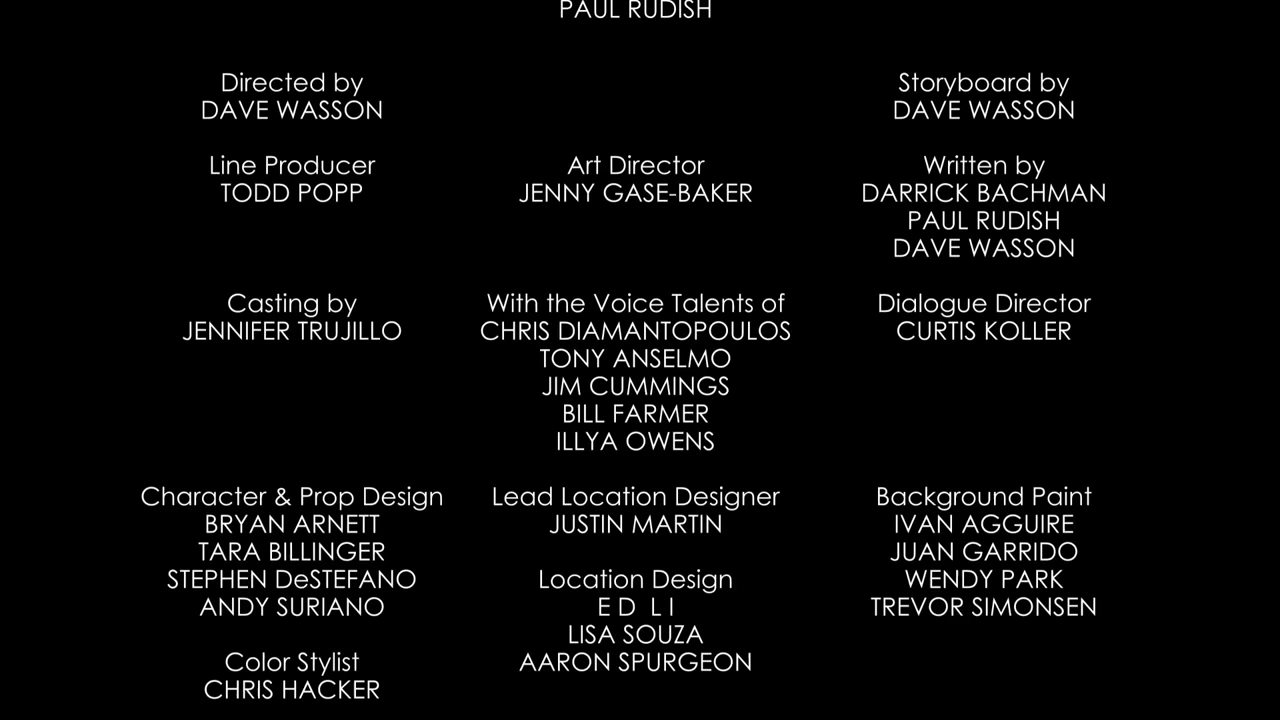 PAUL RUDISH
Directed by
DAVE WASSON
Storyboard by
DAVE WASSON
Line Producer
TODD POPP
Art Director
JENNY GASE-BAKER
Written by
DARRICK BACHMAN
PAUL RUDISH
DAVE WASSON
Casting by
JENNIFER TRUJILLO
With the Voice Talents of
CHRIS DIAMANTOPOULOS
TONY ANSELMO
JIM CUMMINGS
BILL FARMER
ILLYA OWENS
Dialogue Director
CURTIS KOLLER
Character & Prop Design
BRYAN ARNETT
TARA BILLINGER
STEPHEN DeSTEFANO
ANDY SURIANO
Color Stylist
CHRIS HACKER
Lead Location Designer
JUSTIN MARTIN
Location Design
E D  L I
LISA SOUZA
AARON SPURGEON
Background Paint
IVAN AGGUIRE
JUAN GARRIDO
WENDY PARK
TREVOR SIMONSEN